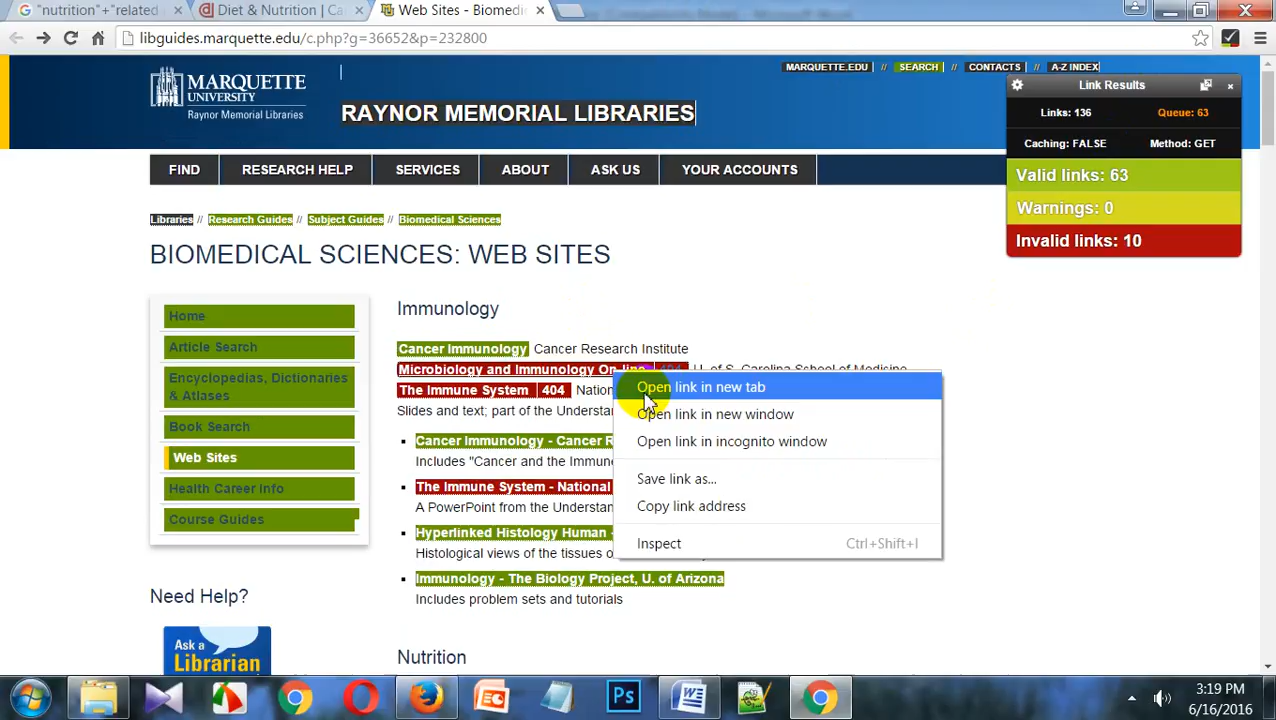 "nutrition"+"related
Diet & Nutrition | Ca
Web Sites - Biomedi
libguides.marquette.edu/c.php?g=36652&p=232800
MARQUETTE.EDU // SEARCH // CONTACTS // A-Z INDEX
MARQUETTE
UNIVERSITY
Raynor Memorial Libraries
RAYNOR MEMORIAL LIBRARIES
Link Results
Links: 136
Queue: 63
Caching: FALSE
Method: GET
Valid links: 63
Warnings: 0
Invalid links: 10
FIND
RESEARCH HELP
SERVICES
ABOUT
ASK US
YOUR ACCOUNTS
Libraries // Research Guides // Subject Guides // Biomedical Sciences
BIOMEDICAL SCIENCES: WEB SITES
Home
Article Search
Encyclopedias, Dictionaries
& Atlases
Book Search
Web Sites
Health Career Info
Course Guides
Need Help?
Ask a
Librarian
Immunology
Cancer Immunology Cancer Research Institute
Microbiology and Immunology On-line 404 U. of S. Carolina School of Medicine
The Immune System 404 Nation
Slides and text; part of the Understa
Cancer Immunology - Cancer R
Includes "Cancer and the Immune
The Immune System - National
A PowerPoint from the Understan
Hyperlinked Histology Human -
Histological views of the tissues o
Immunology - The Biology Project, U. of Arizona
Includes problem sets and tutorials
Nutrition
Open link in new tab
Open link in new window
Open link in incognito window
Save link as...
Copy link address
Inspect Ctrl+Shift+I
Ps
3:19 PM
6/16/2016